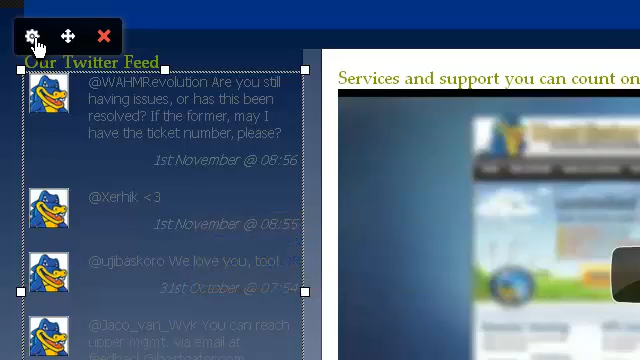 Our Twitter Feed
@WAHMRevolution Are you still
having issues, or has this been
resolved? If the former, may I
have the ticket number, please?
1st November @ 08:56
@Xerhik <3
1st November @ 08:55
@ujibaskoro We love you, too!
31st October @ 07:54
@Jaco_van_Wyk You can reach
upper mgmt. via email at
Services and support you can count on